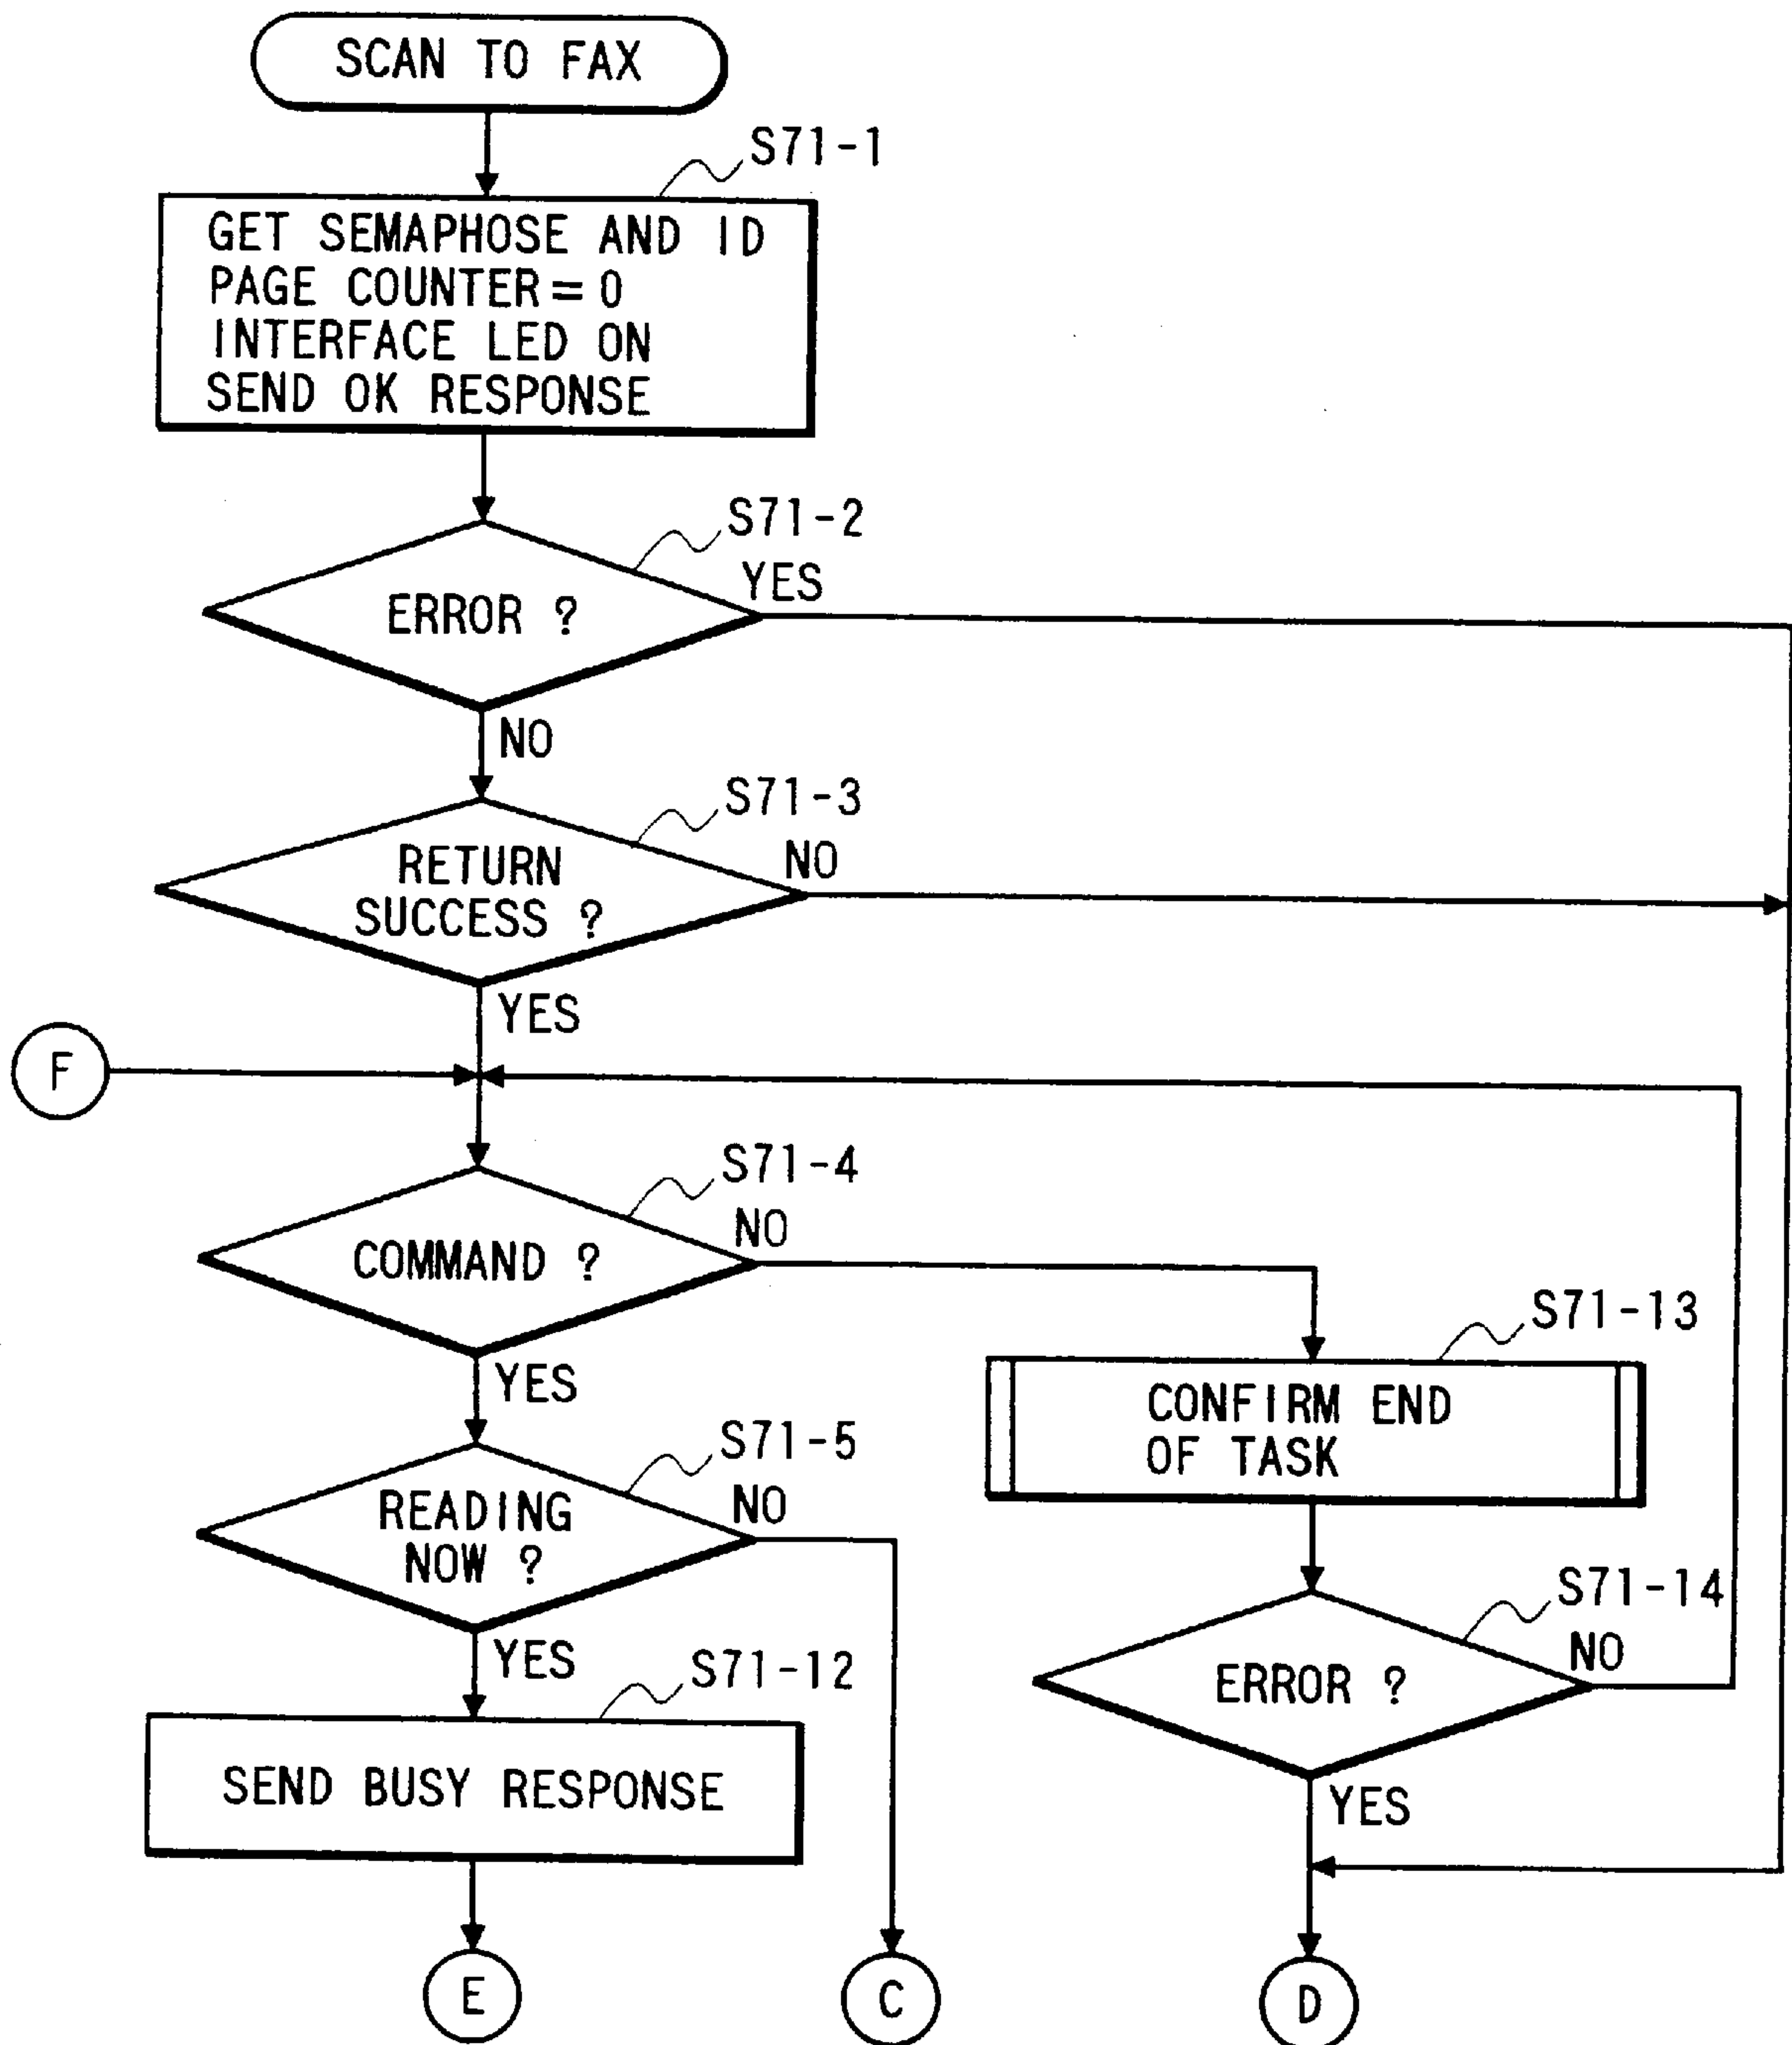 SCAN TO FAX
S71-1
GET SEMAPHOSE AND ID
PAGE COUNTER=0
INTERFACE LED ON
SEND OK RESPONSE
S71-2
YES
ERROR ?
NO
S71-3
NO
RETURN
SUCCESS ?
YES
F
S71-4
NO
COMMAND ?
YES
S71-13
CONFIRM END
OF TASK
S71-5
NO
READING
NOW ?
YES
S71-14
NO
ERROR ?
YES
S71-12
SEND BUSY RESPONSE
E
C
D